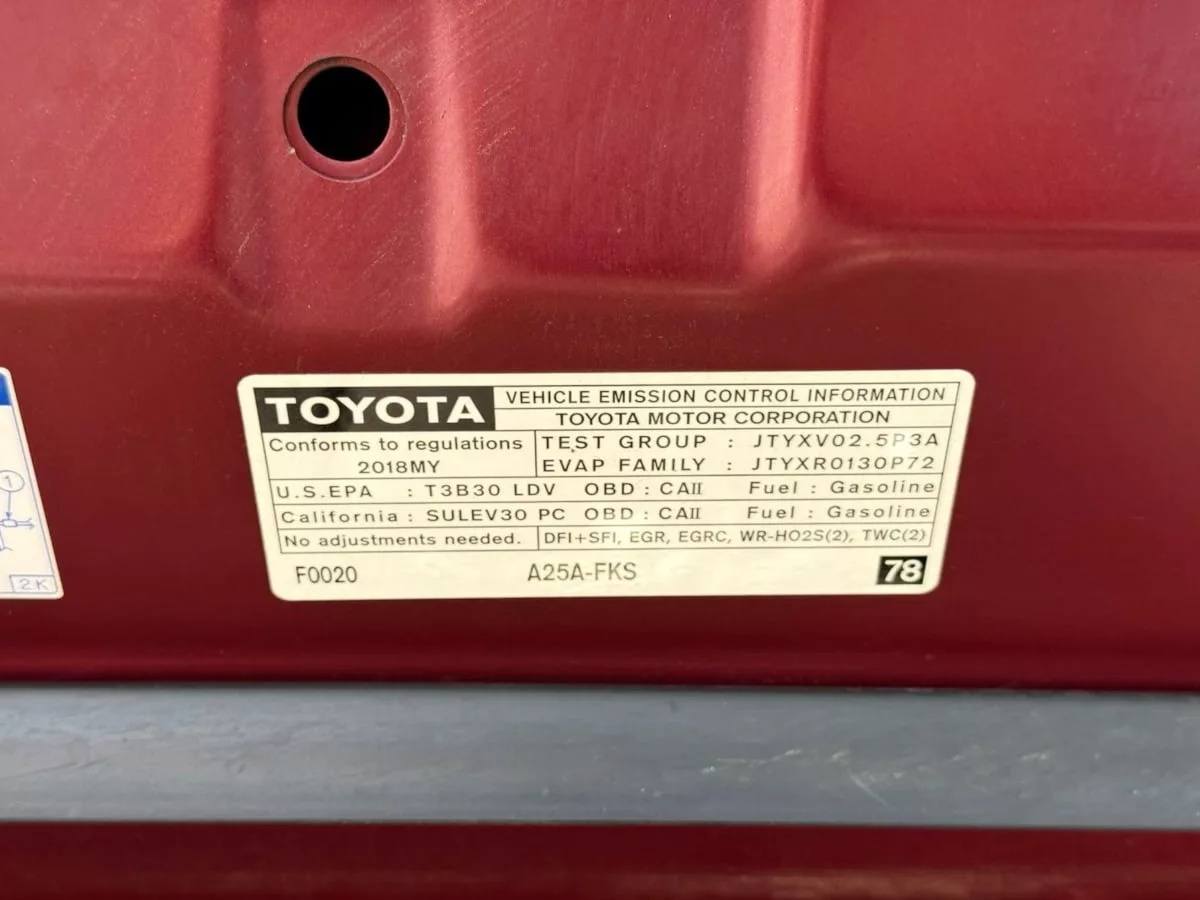 TOYOTA
VEHICLE EMISSION CONTROL INFORMATION
TOYOTA MOTOR CORPORATION
Conforms to regulations
2018MY
TEST GROUP : JTYXV02.5P3A
EVAP FAMILY : JTYXR0130P72
U.S.EPA : T3B30 LDV OBD : CAII Fuel : Gasoline
California : SULEV30 PC OBD : CAII Fuel : Gasoline
No adjustments needed.
DFI+SFI, EGR, EGRC, WR-HO2S(2), TWC(2)
F0020 A25A-FKS 78
1
2K